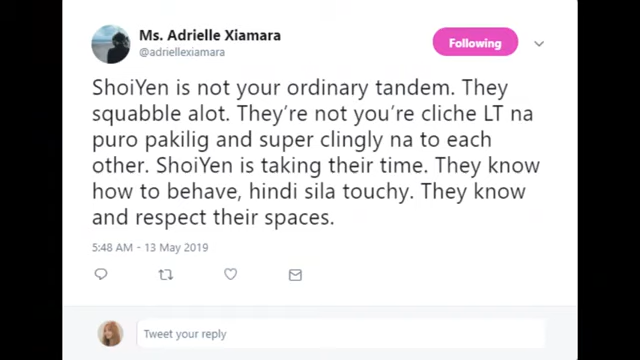 Ms. Adrielle Xiamara
@adriellexiamara
Following
ShoiYen is not your ordinary tandem. They
squabble alot. They're not you're cliche LT na
puro pakilig and super clingly na to each
other. ShoiYen is taking their time. They know
how to behave, hindi sila touchy. They know
and respect their spaces.
5:48 AM - 13 May 2019
Tweet your reply